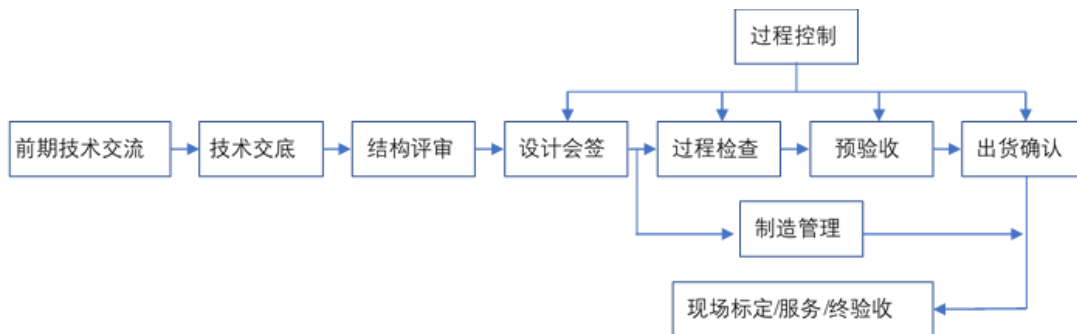 过程控制
前期技术交流
技术交底
结构评审
设计会签
过程检查
预验收
出货确认
制造管理
现场标定/服务/终验收